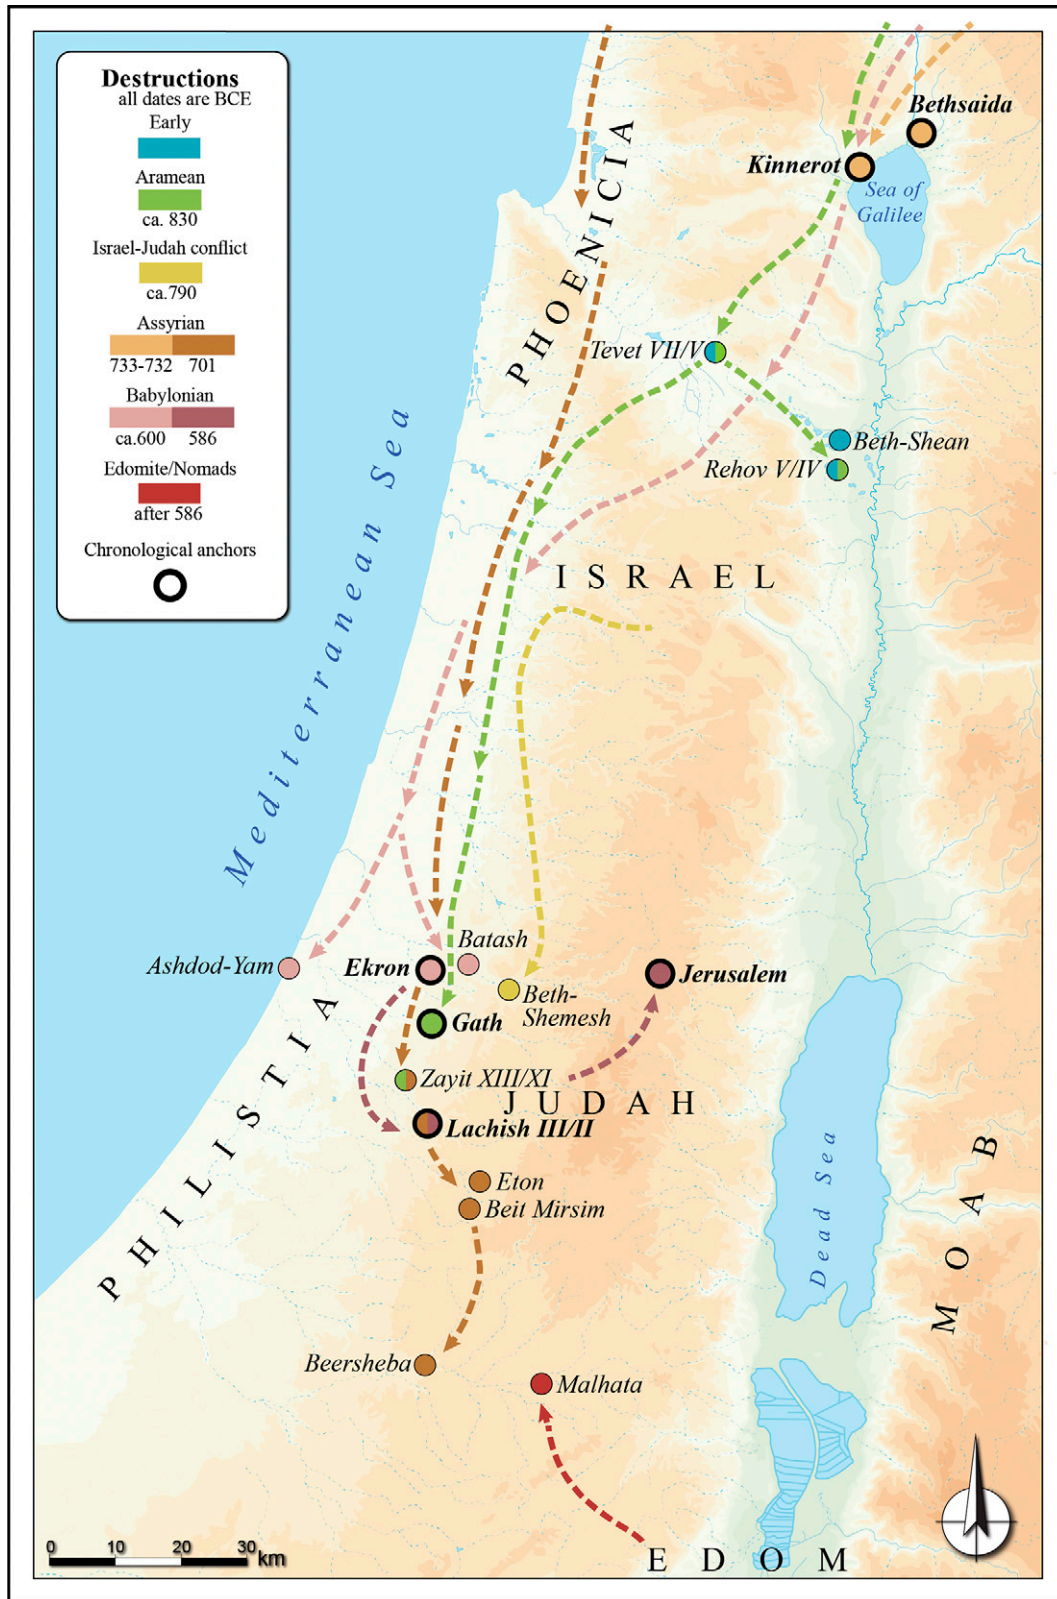 Destructions
all dates are BCE
Early
Aramean
ca. 830
Israel-Judah conflict
ca.790
Assyrian
733-732 701
Babylonian
ca.600 586
Edomite/Nomads
after 586
Chronological anchors
Bethsaida
Kinnerot
Sea of
Galilee
PHOENICIA
Tevet VII/V
Beth-Shean
Rehov V/IV
Mediterranean Sea
ISRAEL
Batash
Ashdod-Yam
Ekron
Jerusalem
Beth-
Shemesh
Gath
PHILISTIA
Zayit XIII/XI
JUDAH
Lachish III/II
Dead Sea
MOAB
Eton
Beit Mirsim
Beersheba
Malhata
EDOM
0 10 20 30 km